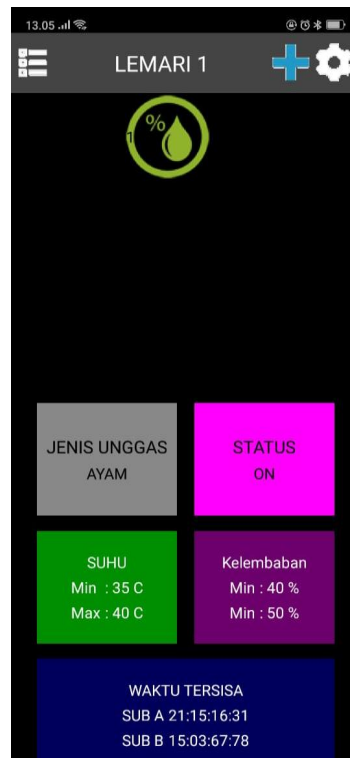 13.05
LEMARI 1
%
1
JENIS UNGGAS
AYAM
STATUS
ON
SUHU
Min : 35 C
Max : 40 C
Kelembaban
Min : 40 %
Min : 50 %
WAKTU TERSISA
SUB A 21:15:16:31
SUB B 15:03:67:78